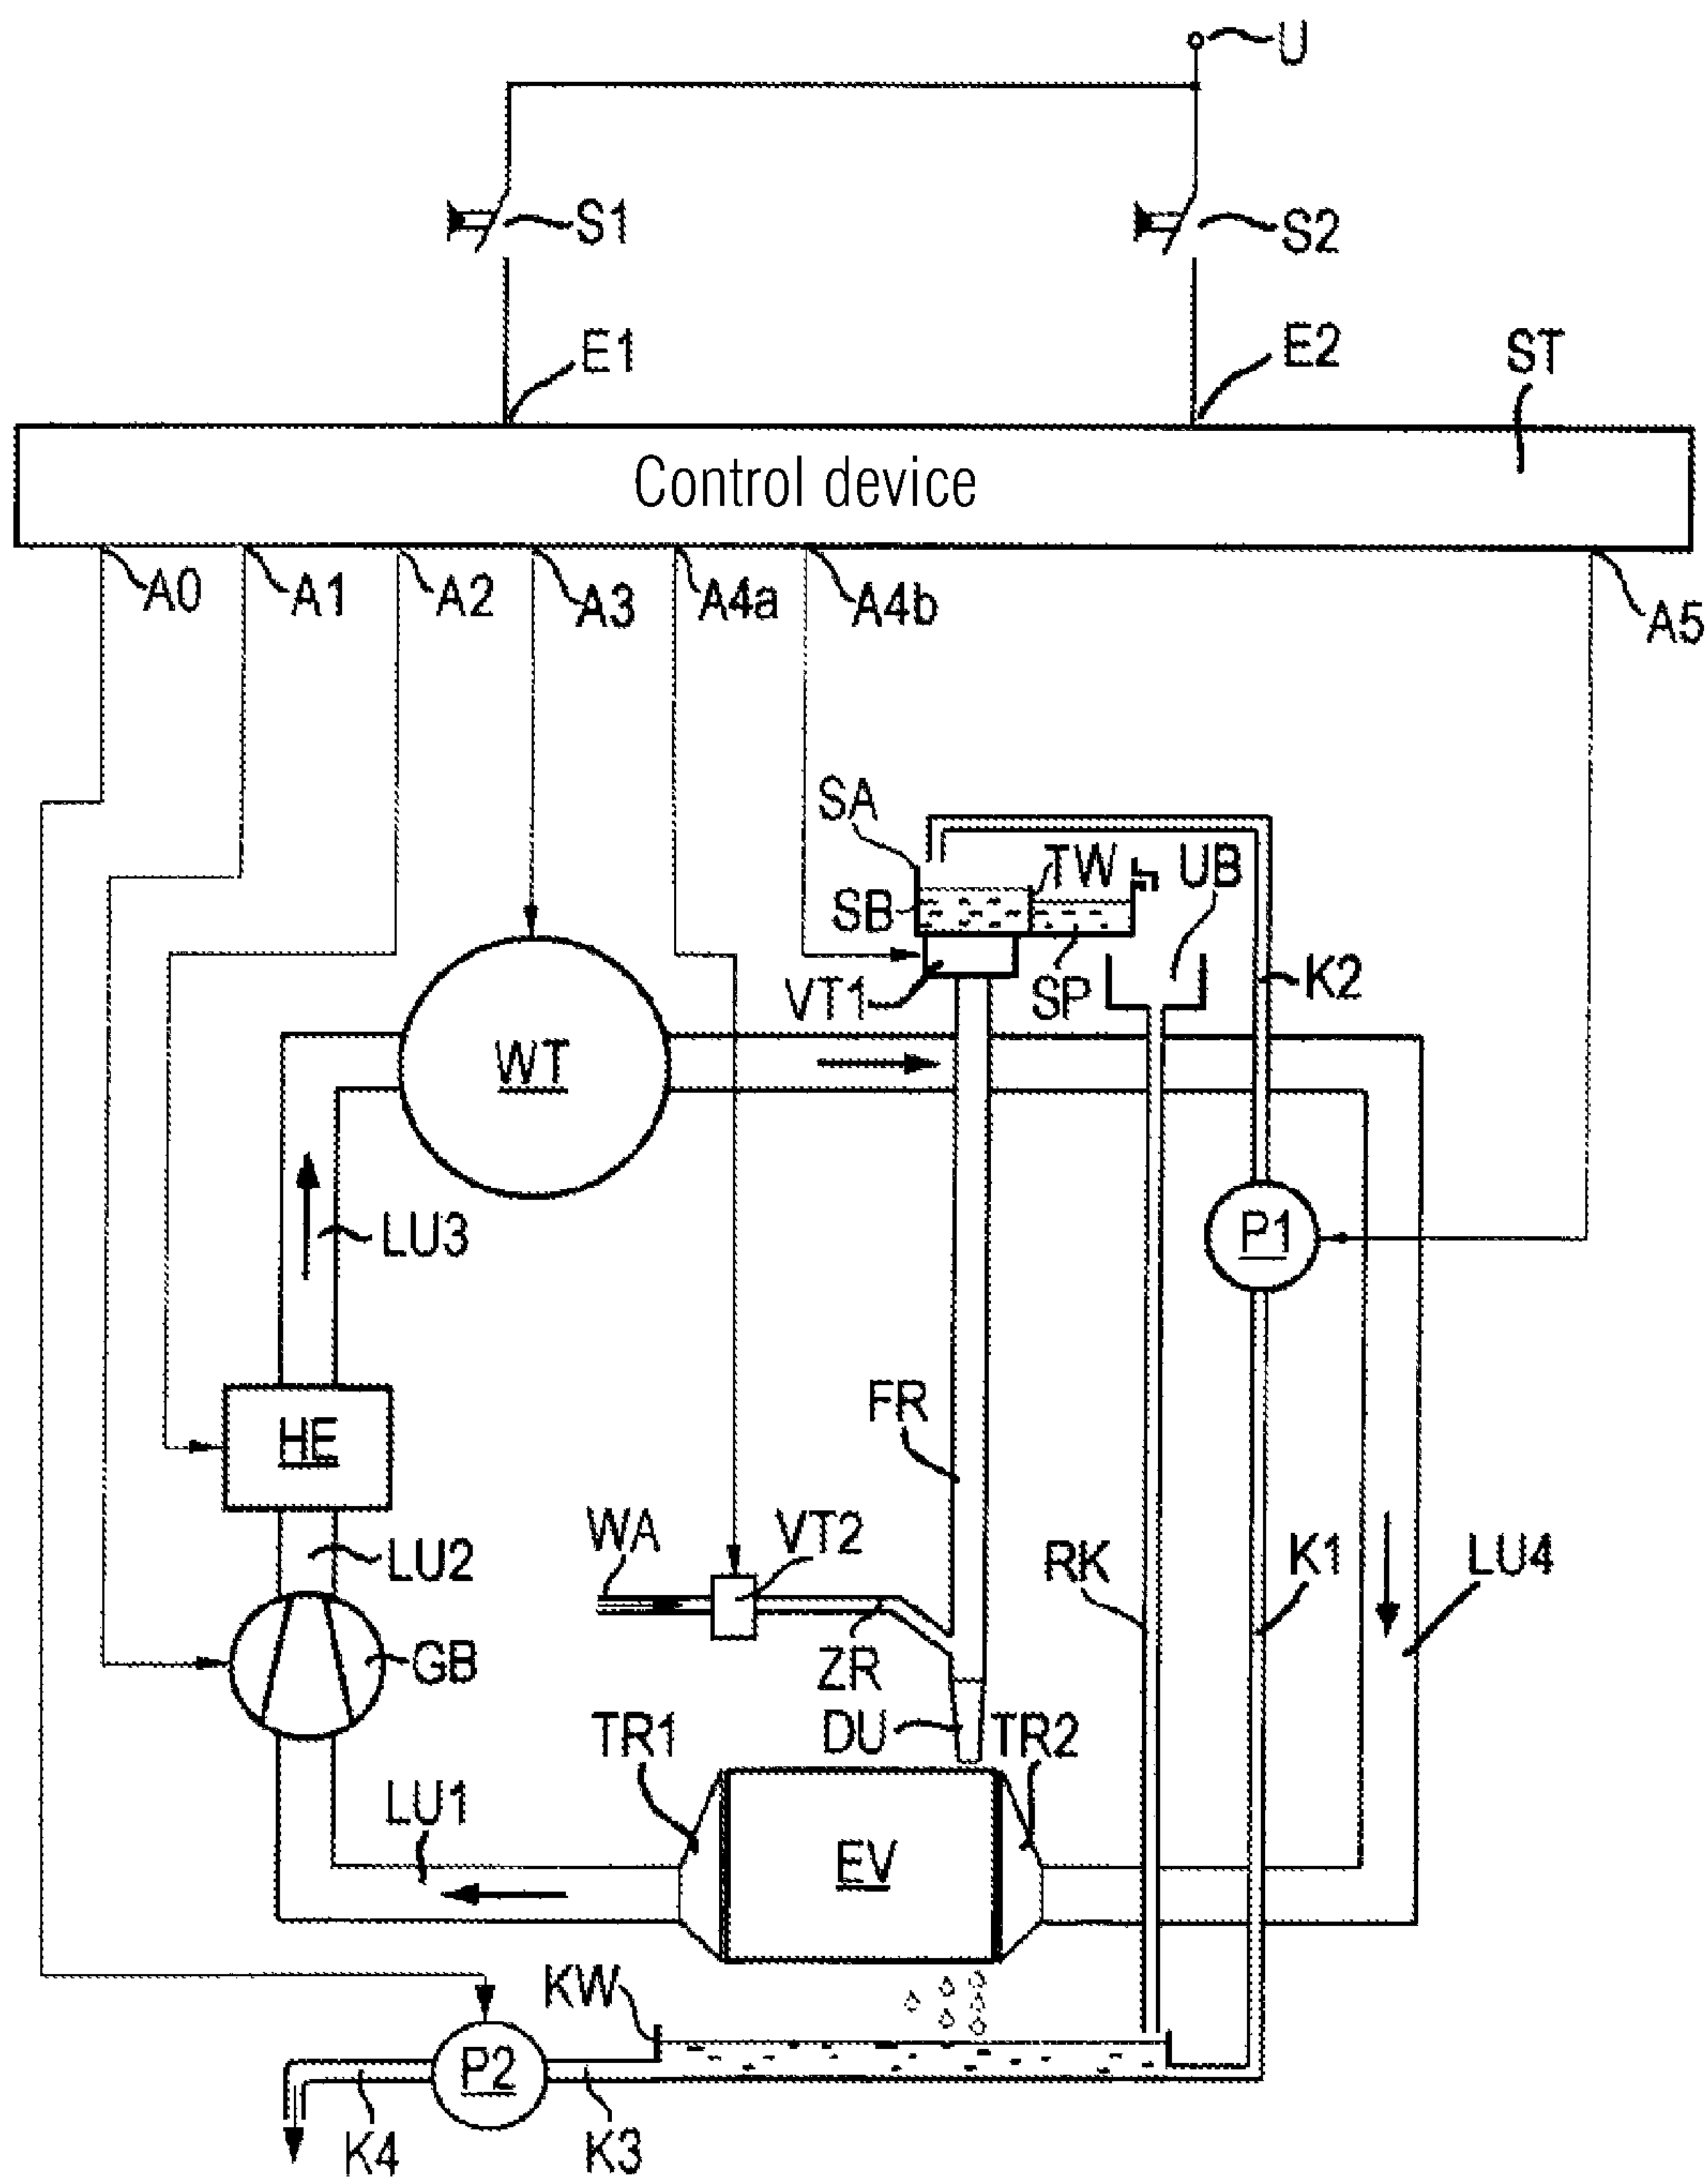 U
S1
S2
E1
E2
ST
Control device
A0
A1
A2
A3
A4a
A4b
A5
SA
TW
UB
SB
VT1
SP
K2
WT
LU3
P1
FR
HE
WA
VT2
RK
K1
LU4
LU2
GB
ZR
TR1
DU
TR2
LU1
EV
KW
P2
K4
K3